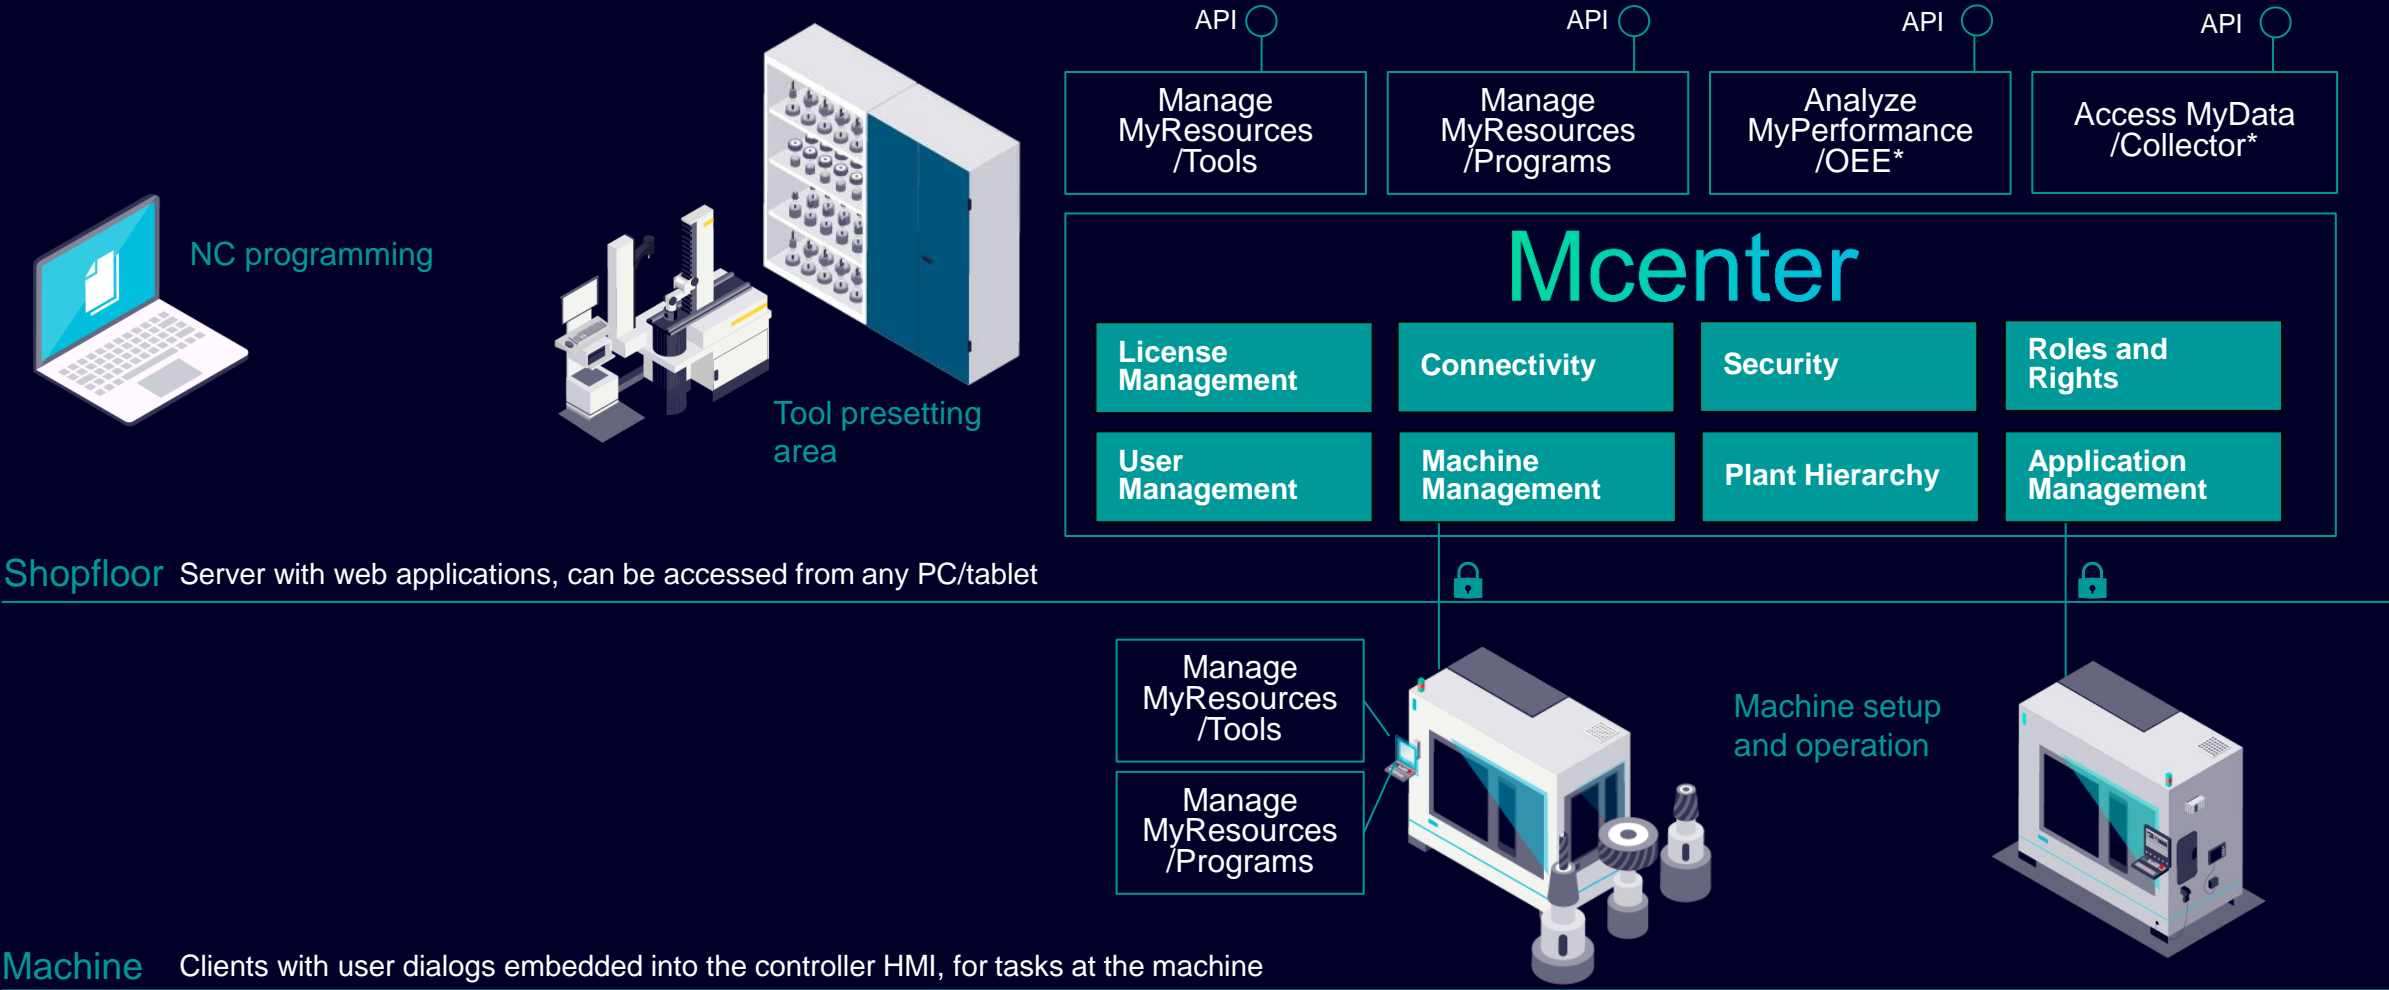 API
API
API
API
Manage
MyResources
/Tools
Manage
MyResources
/Programs
Analyze
MyPerformance
/OEE*
Access MyData
/Collector*
NC programming
Tool presetting
area
Mcenter
License
Management
Connectivity
Security
Roles and
Rights
User
Management
Machine
Management
Plant Hierarchy
Application
Management
Shopfloor Server with web applications, can be accessed from any PC/tablet
Manage
MyResources
/Tools
Manage
MyResources
/Programs
Machine setup
and operation
Machine Clients with user dialogs embedded into the controller HMI, for tasks at the machine